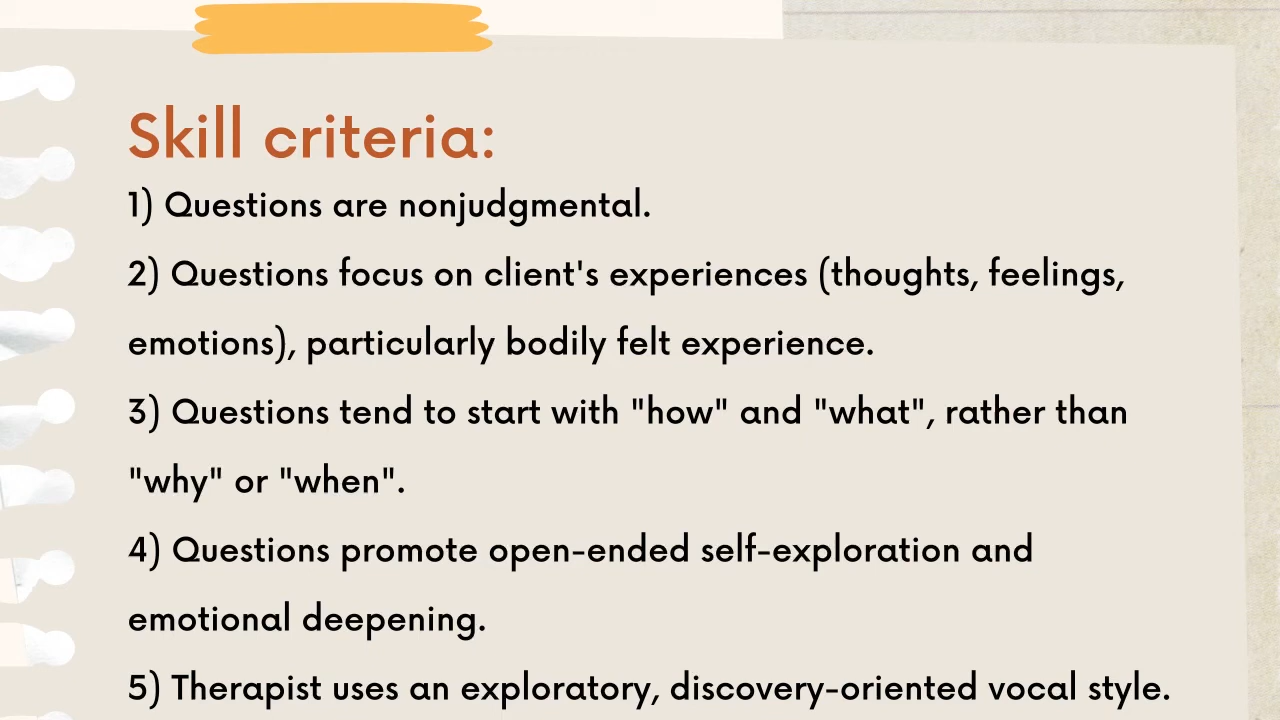 Skill criteria:
1) Questions are nonjudgmental.
2) Questions focus on client's experiences (thoughts, feelings,
emotions), particularly bodily felt experience.
3) Questions tend to start with "how" and "what", rather than
"why" or "when".
4) Questions promote open-ended self-exploration and
emotional deepening.
5) Therapist uses an exploratory, discovery-oriented vocal style.